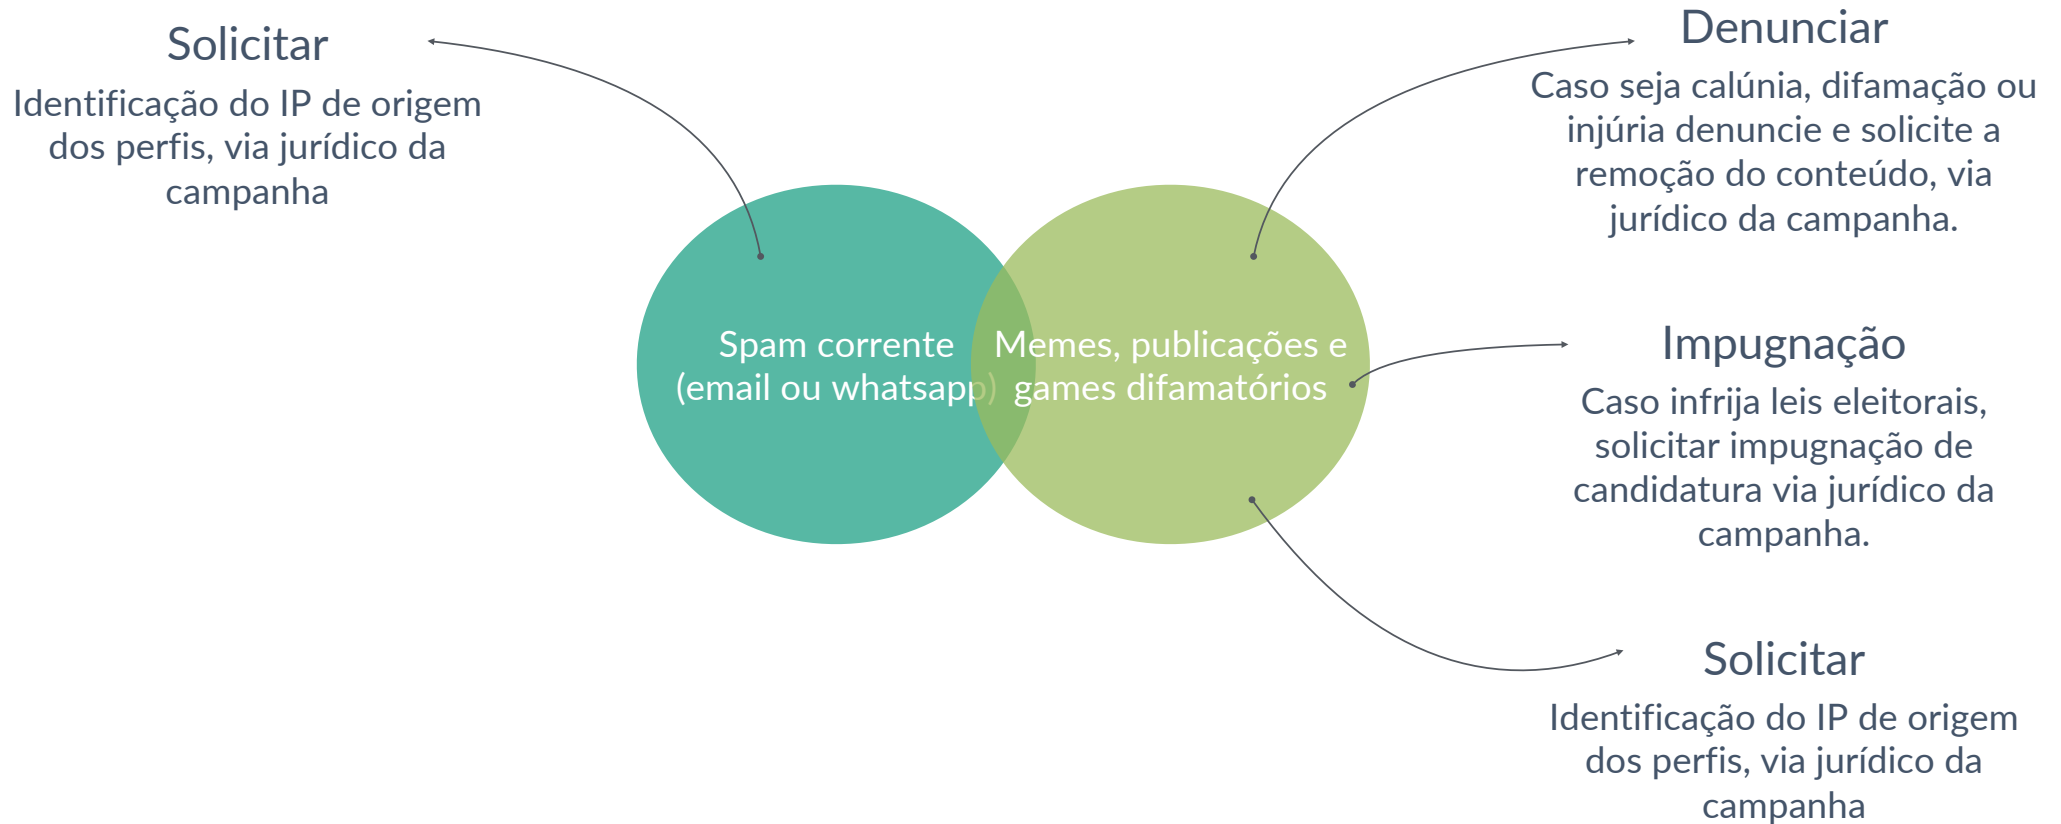 Solicitar
Identificação do IP de origem
dos perfis, via jurídico da
campanha
Spam corrente
(email ou whatsapp)
Memes, publicações e
games difamatórios
Denunciar
Caso seja calúnia, difamação ou
injúria denuncie e solicite a
remoção do conteúdo, via
jurídico da campanha.
Impugnação
Caso infrija leis eleitorais,
solicitar impugnação de
candidatura via jurídico da
campanha.
Solicitar
Identificação do IP de origem
dos perfis, via jurídico da
campanha